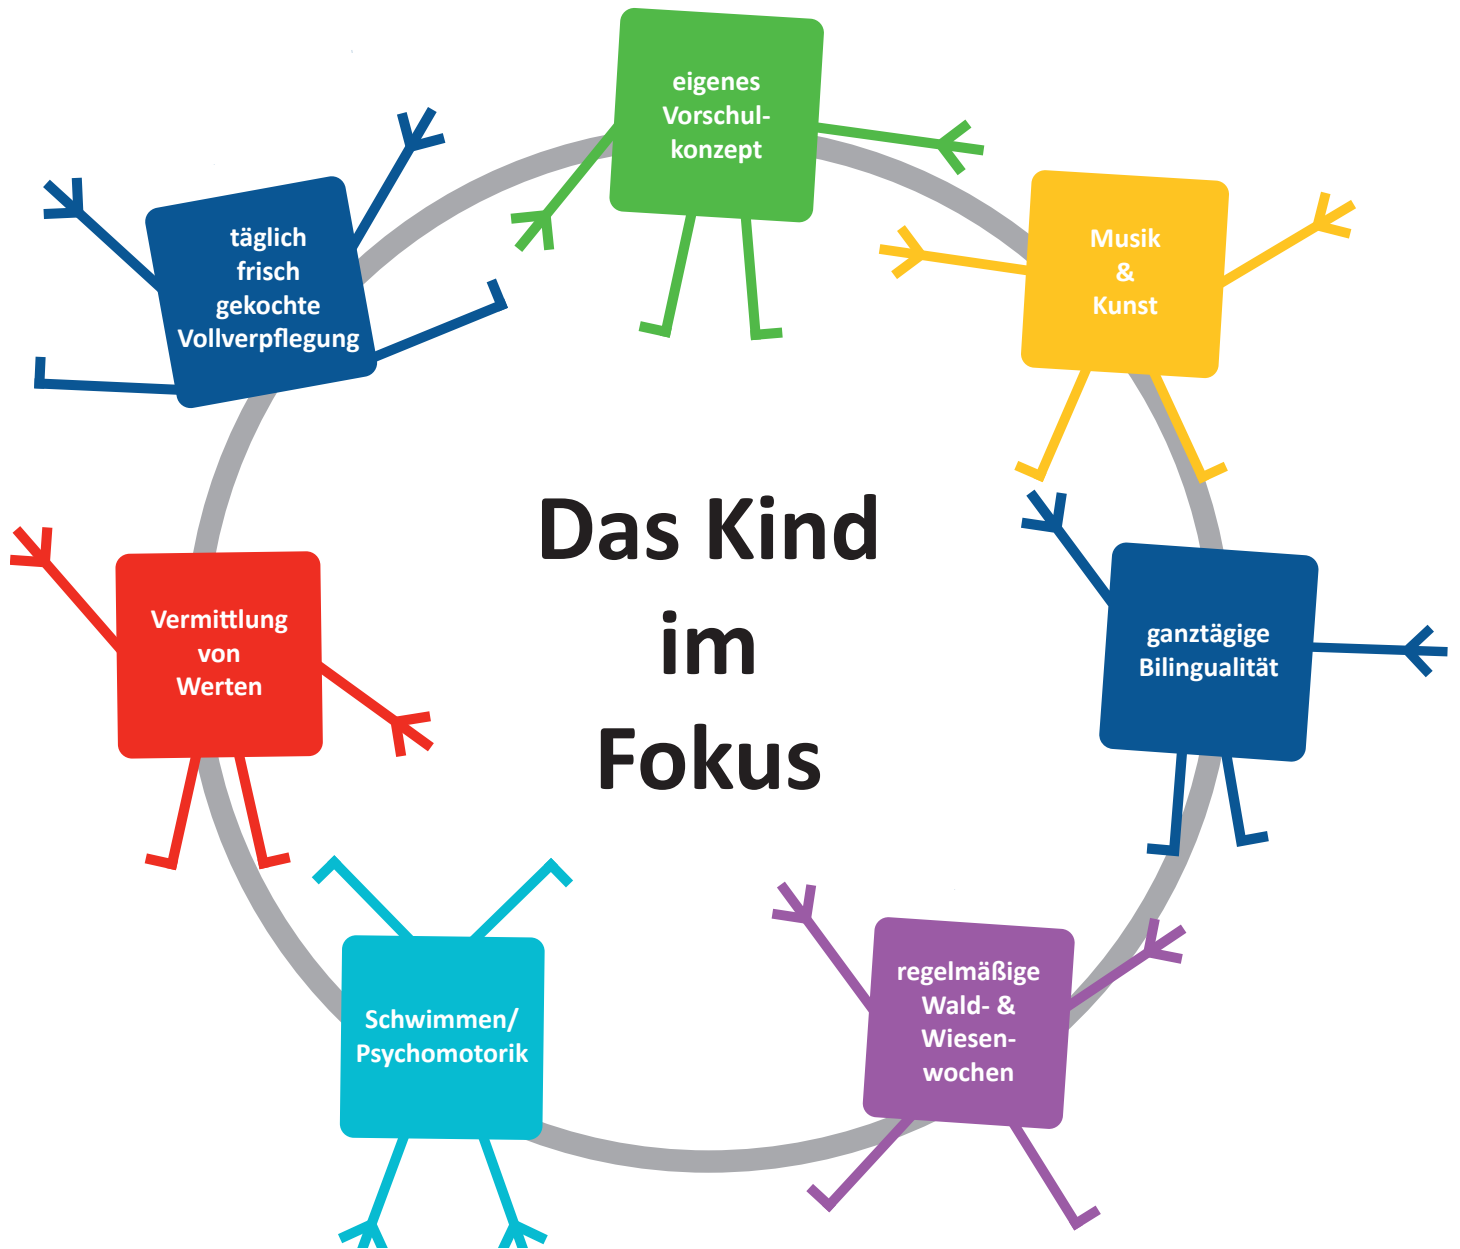 eigenes
Vorschul-
konzept
Musik
&
Kunst
ganztägige
Bilingualität
regelmäßige
Wald- &
Wiesen-
wochen
Schwimmen/
Psychomotorik
Vermittlung
von
Werten
täglich
frisch
gekochte
Vollverpflegung
Das Kind
im
Fokus